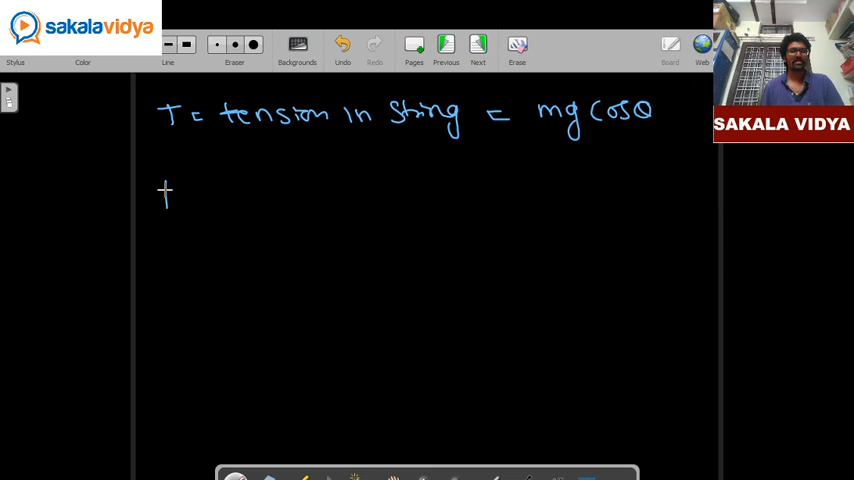 sakalavidya
Stylus
Color
Line
Eraser
Backgrounds
Undo
Redo
Pages
Previous
Next
Erase
Board
Web
SAKALA VIDYA
T = tension in string = mg cosθ